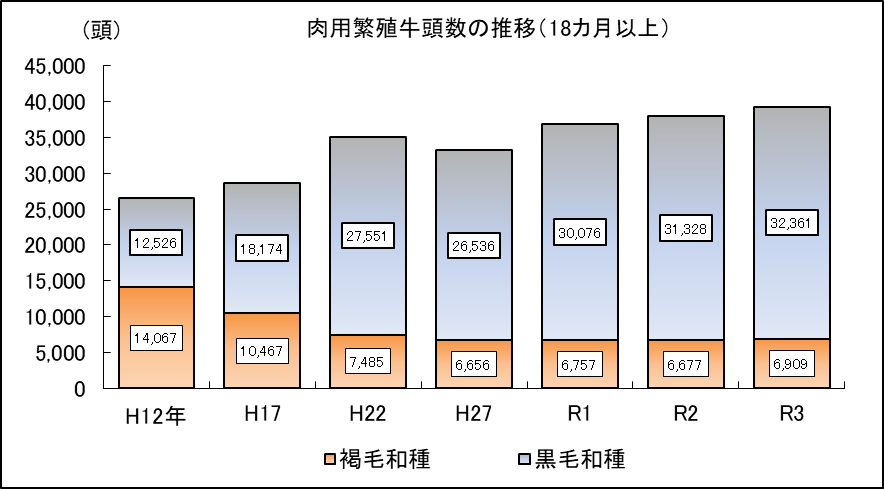 肉用繁殖牛頭数の推移（18カ月以上）
（頭）
45,000
40,000
35,000
30,000
25,000
20,000
15,000
10,000
5,000
0
12,526 18,174 27,551 26,536 30,076 31,328 32,361
14,067 10,467 7,485 6,656 6,757 6,677 6,909
H12年 H17 H22 H27 R1 R2 R3
褐毛和種 黒毛和種